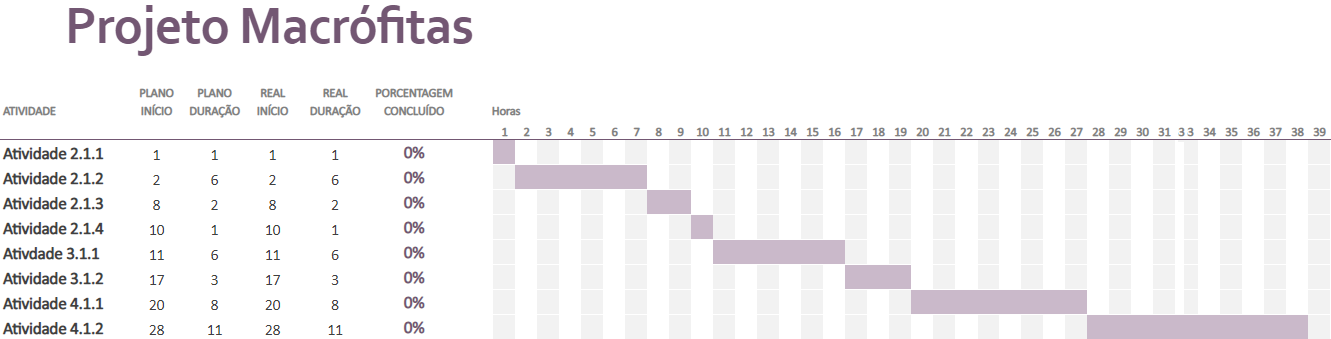 Projeto Macrófitas
PLANO PLANO REAL REAL PORCENTAGEM
ATIVIDADE INÍCIO DURAÇÃO INÍCIO DURAÇÃO CONCLUÍDO Horas
1 2 3 4 5 6 7 8 9 10 11 12 13 14 15 16 17 18 19 20 21 22 23 24 25 26 27 28 29 30 31 3 3 34 35 36 37 38 39
Atividade 2.1.1 1 1 1 1 0%
Atividade 2.1.2 2 6 2 6 0%
Atividade 2.1.3 8 2 8 2 0%
Atividade 2.1.4 10 1 10 1 0%
Ativdade 3.1.1 11 6 11 6 0%
Atividade 3.1.2 17 3 17 3 0%
Atividade 4.1.1 20 8 20 8 0%
Atividade 4.1.2 28 11 28 11 0%